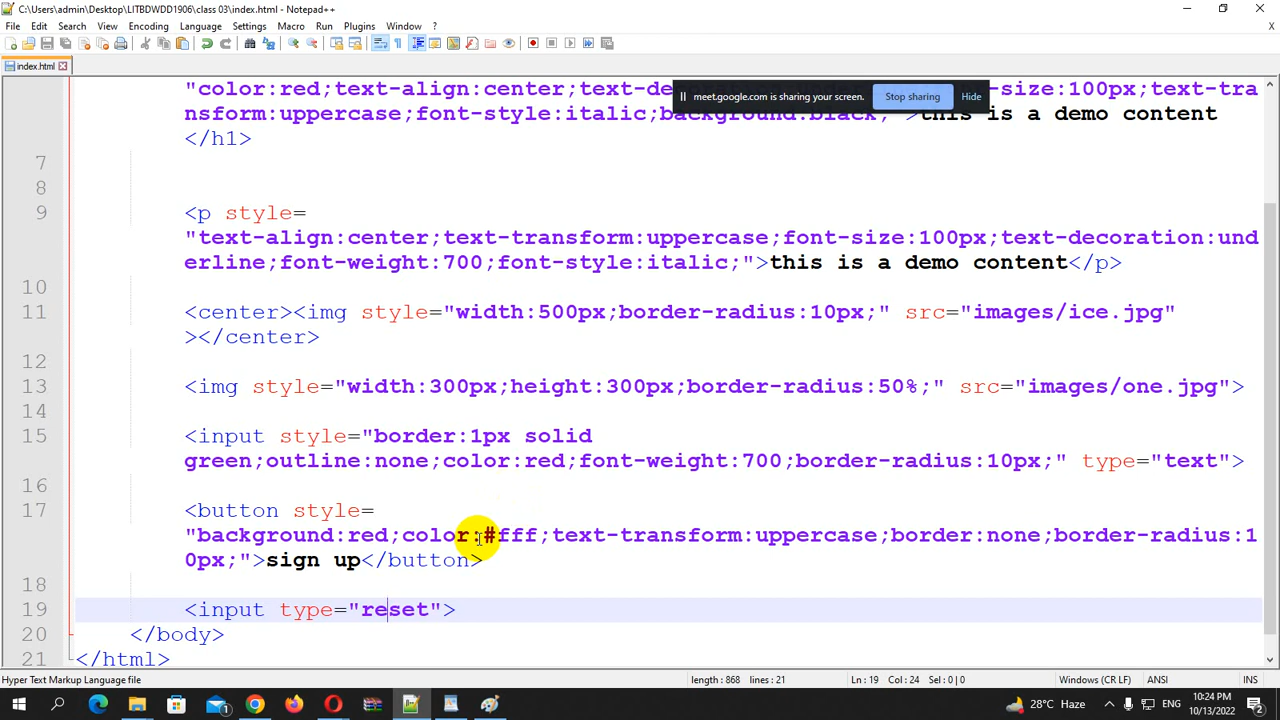 C:\Users\admin\Desktop\LITBDWDD1906\class 03\index.html - Notepad++
File Edit Search View Encoding Language Settings Macro Run Plugins Window ?
X
index.html
"color:red;text-align:center;text-de
-size:100px;text-tra
meet.google.com is sharing your screen. Stop sharing Hide
nsform:uppercase;font-style:italic;background:black;">this is a demo content
</h1>
7
8
9 <p style=
"text-align:center;text-transform:uppercase;font-size:100px;text-decoration:und
erline;font-weight:700;font-style:italic;">this is a demo content</p>
10
11 <center><img style="width:500px;border-radius:10px;" src="images/ice.jpg"
></center>
12
13 <img style="width:300px;height:300px;border-radius:50%;" src="images/one.jpg">
14
15 <input style="border:1px solid
green;outline:none;color:red;font-weight:700;border-radius:10px;" type="text">
16
17 <button style=
"background:red;color:#fff;text-transform:uppercase;border:none;border-radius:1
0px;">sign up</button>
18
19 <input type="reset">
20 </body>
21 </html>
Hyper Text Markup Language file length : 868 lines : 21 Ln : 19 Col : 24 Sel : 0 | 0 Windows (CR LF) ANSI INS
28°C Haze ENG 10:24 PM
10/13/2022 2